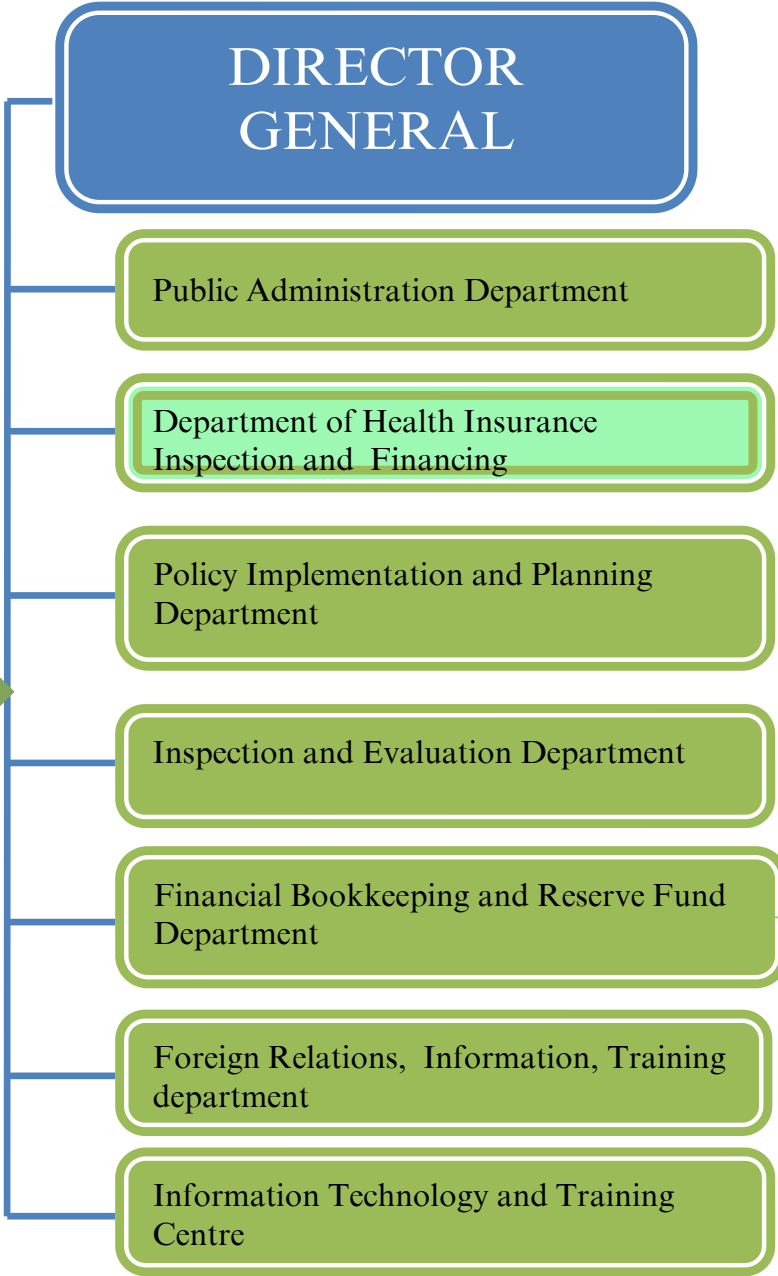 DIRECTOR
GENERAL
Public Administration Department
Department of Health Insurance
Inspection and  Financing
Policy Implementation and Planning
Department
Inspection and Evaluation Department
Financial Bookkeeping and Reserve Fund
Department
Foreign Relations,  Information, Training
department
Information Technology and Training
Centre